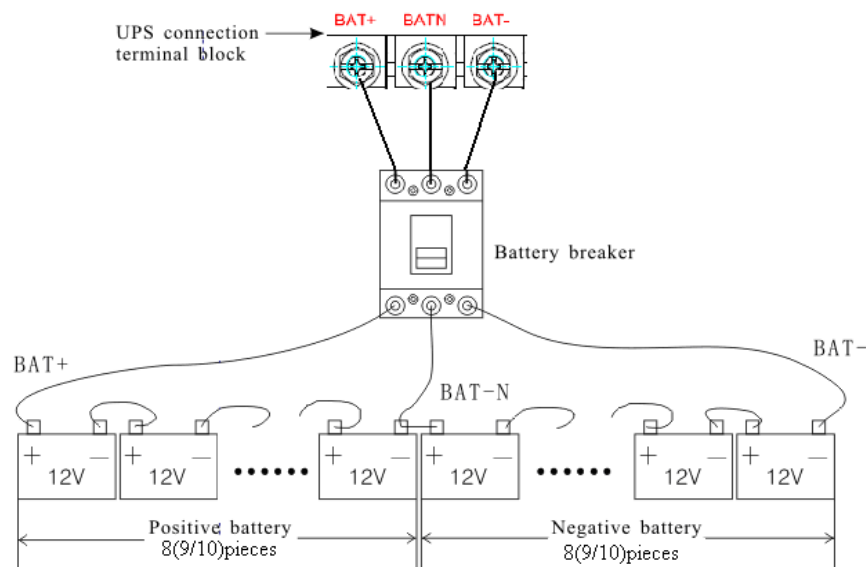 BAT+ BATN BAT-
UPS connection
terminal block
Battery breaker
BAT+
BAT-
BAT-N
+ − + − + − + − + − + −
12V 12V 12V 12V 12V 12V
Positive battery
8(9/10)pieces
Negative battery
8(9/10)pieces